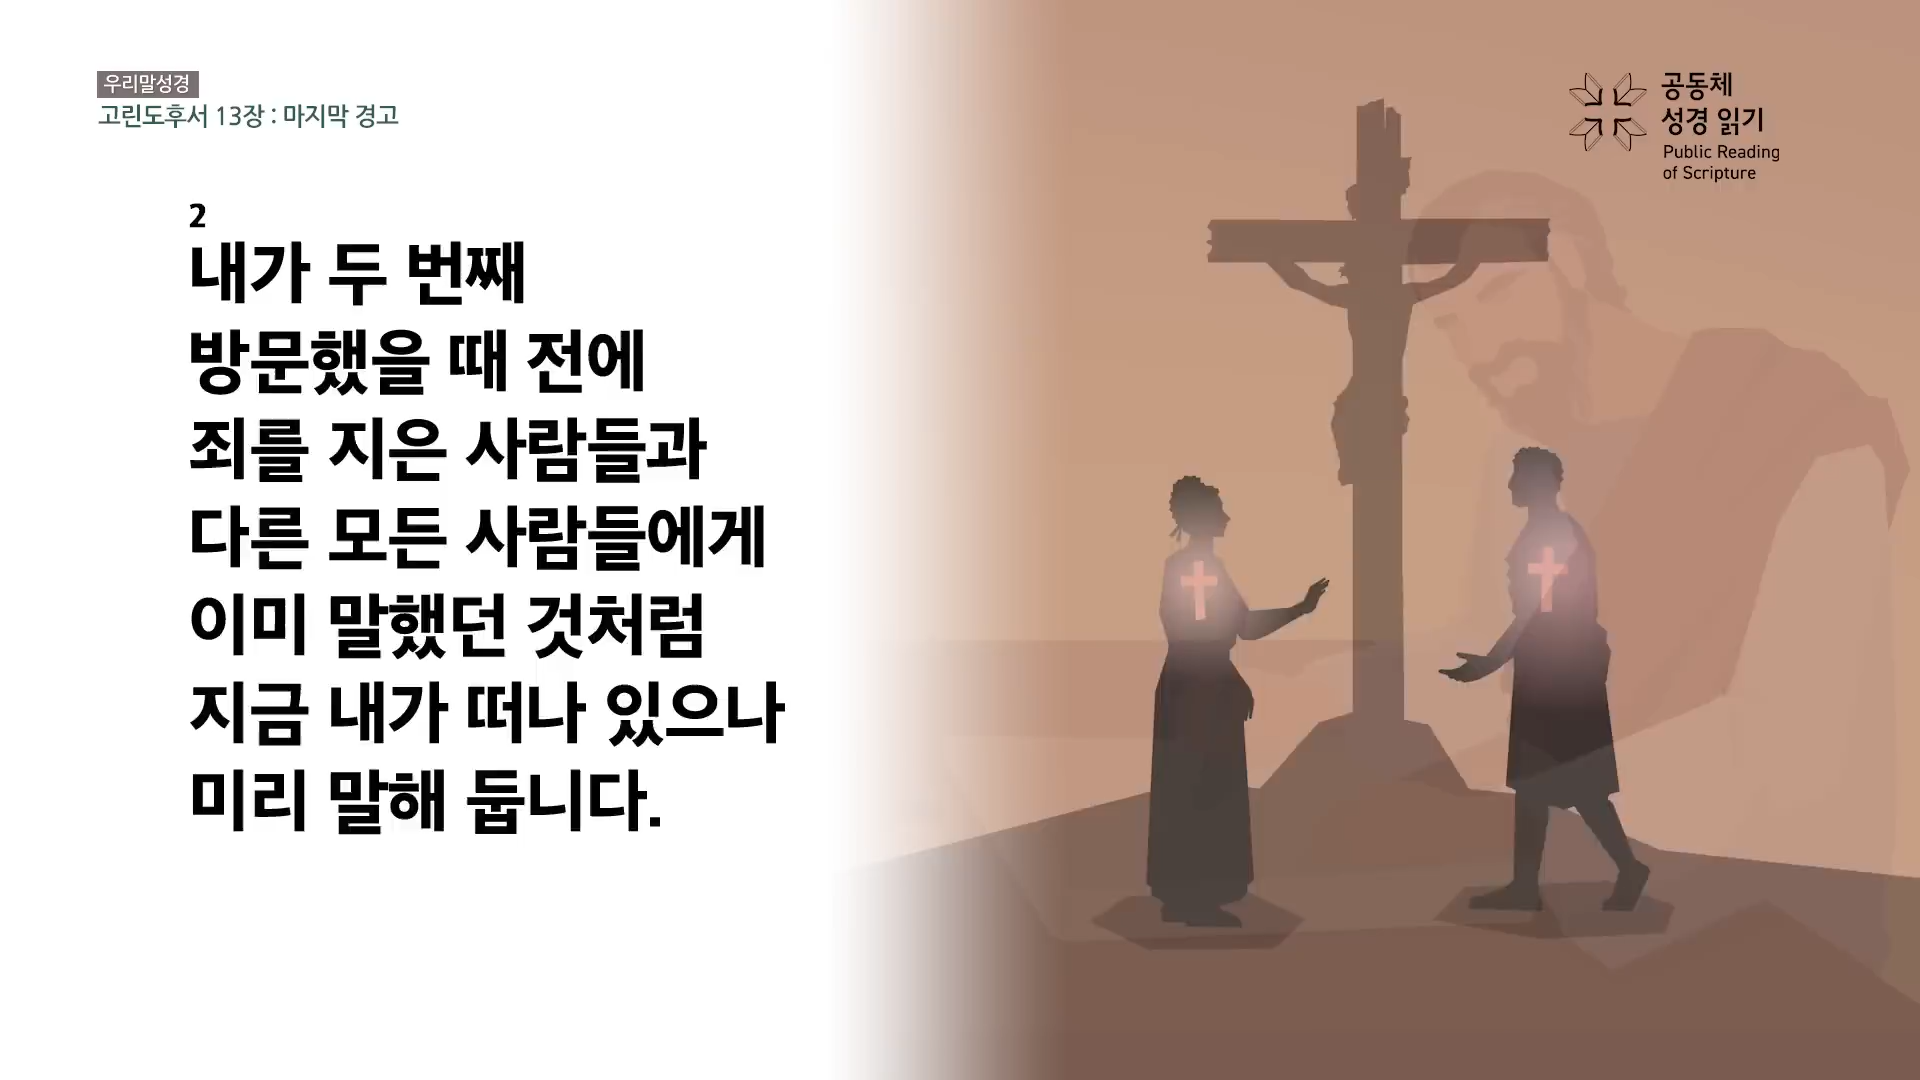 우리말성경
고린도후서 13장 : 마지막 경고
공동체
성경 읽기
Public Reading
of Scripture
2
내가 두 번째
방문했을 때 전에
죄를 지은 사람들과
다른 모든 사람들에게
이미 말했던 것처럼
지금 내가 떠나 있으나
미리 말해 둡니다.